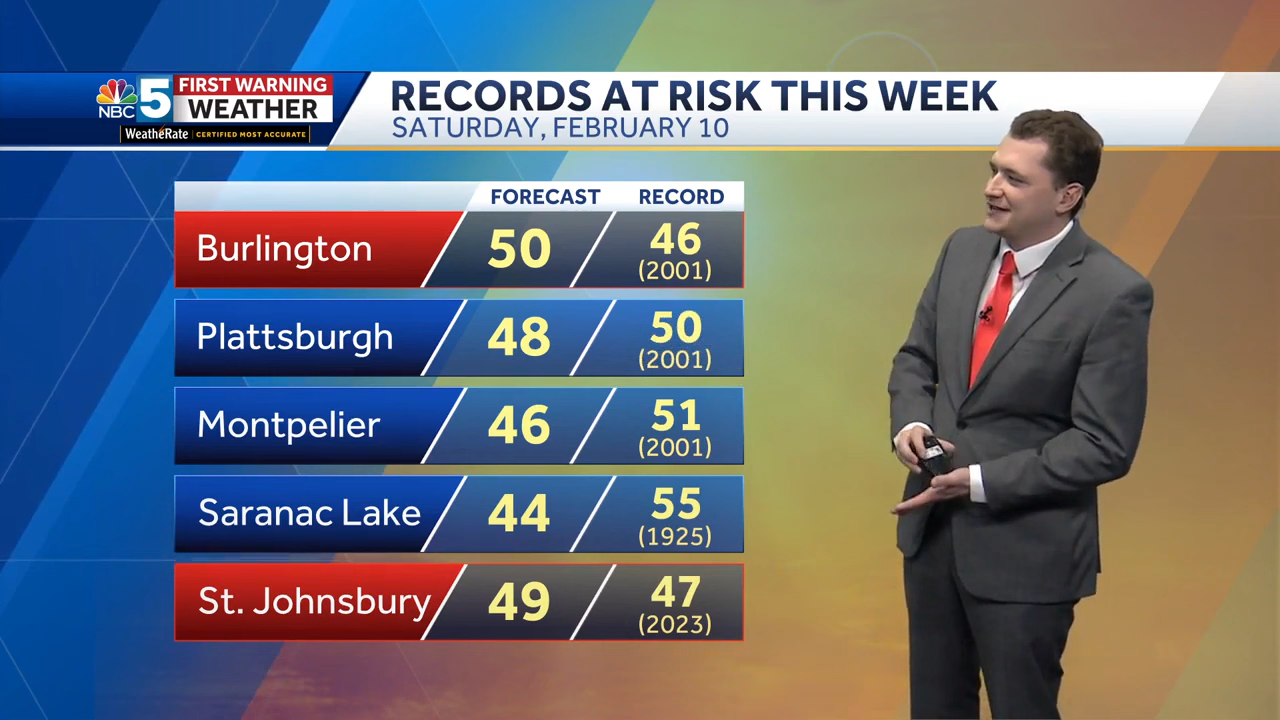 NBC 5 FIRST WARNING WEATHER
WeatheRate | CERTIFIED MOST ACCURATE
RECORDS AT RISK THIS WEEK
SATURDAY, FEBRUARY 10
FORECAST RECORD
Burlington 50 46
(2001)
Plattsburgh 48 50
(2001)
Montpelier 46 51
(2001)
Saranac Lake 44 55
(1925)
St. Johnsbury 49 47
(2023)